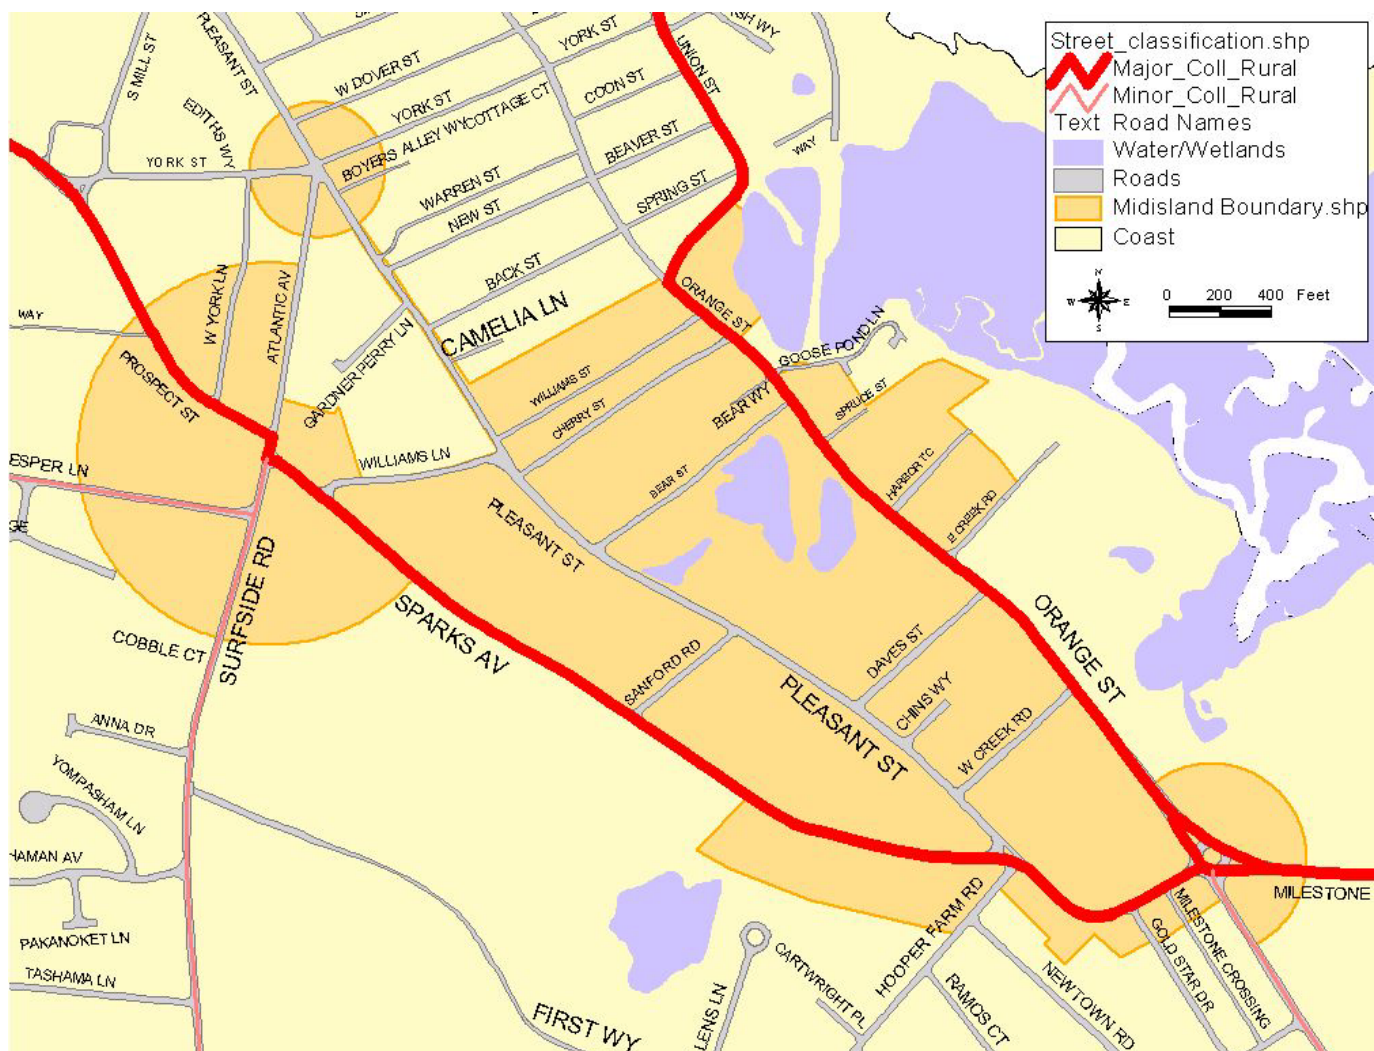 Street_classification.shp
Major_Coll_Rural
Minor_Coll_Rural
Text Road Names
Water/Wetlands
Roads
Midisland Boundary.shp
Coast
N
W E
S
0 200 400 Feet
S MILL ST
PLEASANT ST
W DOVER ST
YORK ST
UNION ST
YORK ST
COTTAGE CT
COON ST
EDITHS WY
BOYERS ALLEY WY
BEAVER ST
WAY
YORK ST
WARREN ST
NEW ST
SPRING ST
BACK ST
CAMELIA LN
ORANGE ST
GOOSE POND LN
W YORK LN
ATLANTIC AV
WAY
PROSPECT ST
GARDNER PERRY LN
WILLIAMS ST
CHERRY ST
BEAR WY
SPRUCE ST
WILLIAMS LN
ESPER LN
BEAR ST
HARBOR TC
E CREEK RD
GE
PLEASANT ST
SURFSIDE RD
COBBLE CT
SPARKS AV
SANFORD RD
DAVES ST
ORANGE ST
CHINS WY
PLEASANT ST
W CREEK RD
ANNA DR
YOMPASHAM LN
HAMAN AV
PAKANOKET LN
TASHAMA LN
FIRST WY
LENS LN
CARTWRIGHT PL
HOOPER FARM RD
RAMOS CT
NEWTOWN RD
GOLD STAR DR
MILESTONE CROSSING
MILESTONE